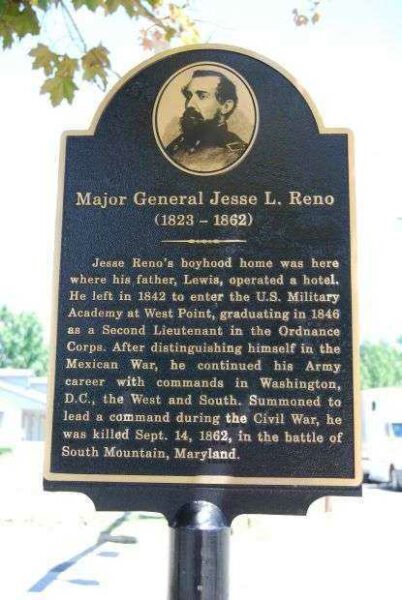 Major General Jesse L. Reno
(1823 – 1862)
Jesse Reno's boyhood home was here
where his father, Lewis, operated a hotel.
He left in 1842 to enter the U.S. Military
Academy at West Point, graduating in 1846
as a Second Lieutenant in the Ordnance
Corps. After distinguishing himself in the
Mexican War, he continued his Army
career with commands in Washington,
D.C., the West and South. Summoned to
lead a command during the Civil War, he
was killed Sept. 14, 1862, in the battle of
South Mountain, Maryland.